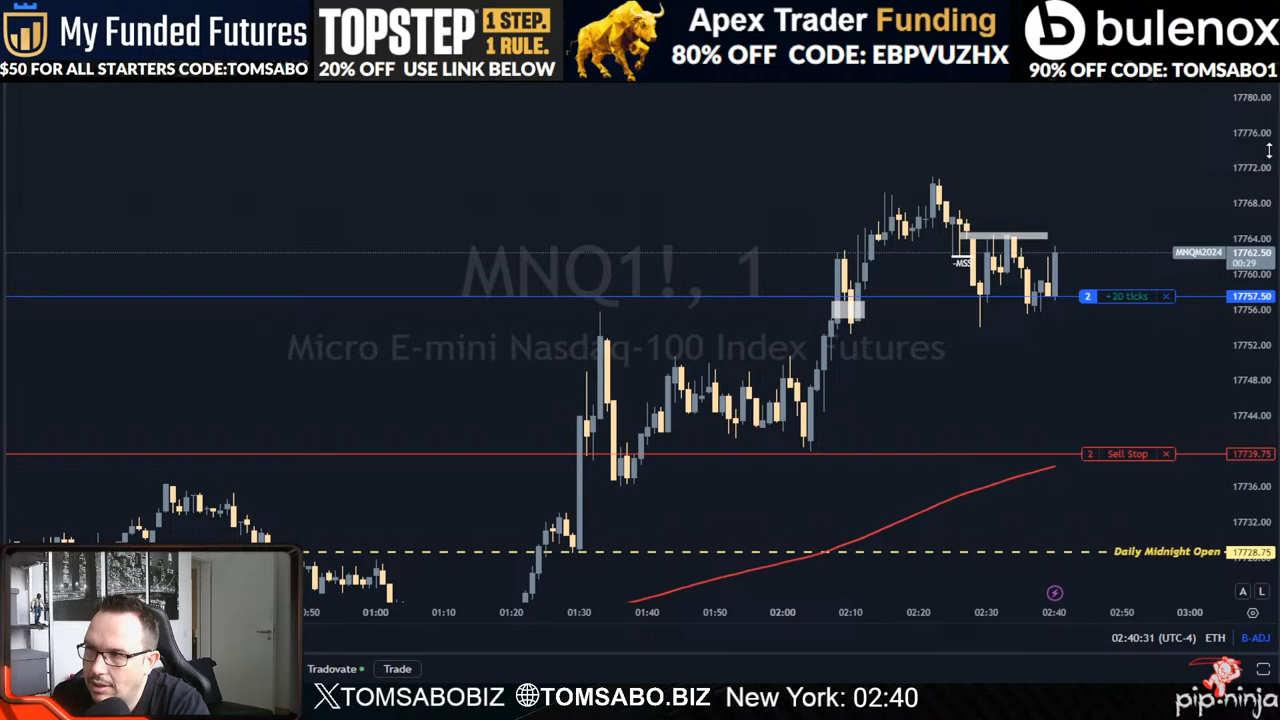 My Funded Futures
$50 FOR ALL STARTERS CODE:TOMSABO
TOPSTEP
1 STEP.
1 RULE.
20% OFF USE LINK BELOW
Apex Trader Funding
80% OFF CODE: EBPVUZHX
bulenox
90% OFF CODE: TOMSABO1
MNQ1!, 1
Micro E-mini Nasdaq-100 Index Futures
17780.00
17776.00
17772.00
17768.00
17764.00
MNQM2024 17762.50
00:29
17760.00
-MSS
2 +20 ticks × 17757.50
17756.00
17752.00
17748.00
17744.00
2 Sell Stop × 17739.75
17736.00
17732.00
Daily Midnight Open 17728.75
A L
:50 01:00 01:10 01:20 01:30 01:40 01:50 02:00 02:10 02:20 02:30 02:40 02:50 03:00
02:40:31 (UTC-4) ETH B-ADJ
Tradovate Trade
TOMSABOBIZ TOMSABO.BIZ New York: 02:40
pip.ninja